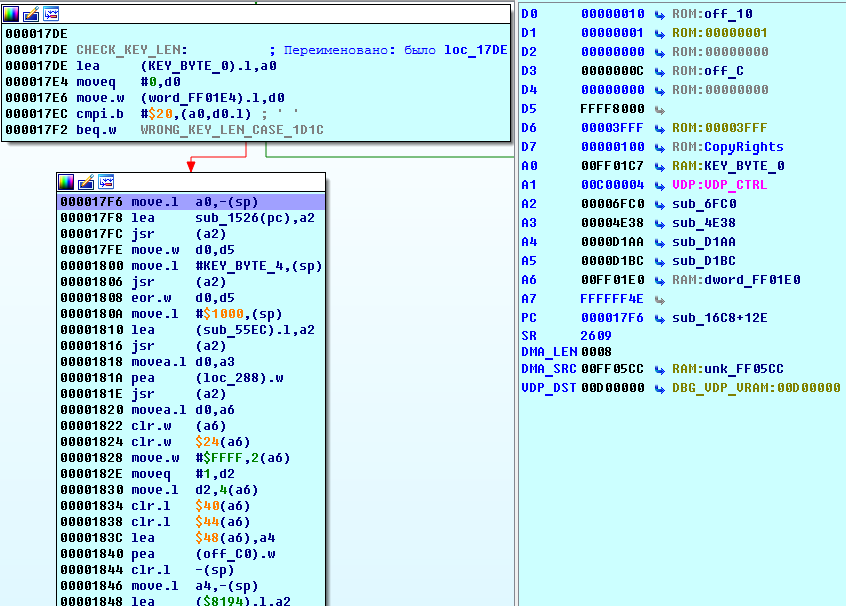 000017DE
000017DE CHECK_KEY_LEN: ; Переименовано: было loc_17DE
000017DE lea (KEY_BYTE_0).l,a0
000017E4 moveq #0,d0
000017E6 move.w (word_FF01E4).l,d0
000017EC cmpi.b #$20,(a0,d0.l) ; ' '
000017F2 beq.w WRONG_KEY_LEN_CASE_1D1C
000017F6 move.l a0,-(sp)
000017F8 lea sub_1526(pc),a2
000017FC jsr (a2)
000017FE move.w d0,d5
00001800 move.l #KEY_BYTE_4,(sp)
00001806 jsr (a2)
00001808 eor.w d0,d5
0000180A move.l #$1000,(sp)
00001810 lea (sub_55EC).l,a2
00001816 jsr (a2)
00001818 movea.l d0,a3
0000181A pea (loc_288).w
0000181E jsr (a2)
00001820 movea.l d0,a6
00001822 clr.w (a6)
00001824 clr.w $24(a6)
00001828 move.w #$FFFF,2(a6)
0000182E moveq #1,d2
00001830 move.l d2,4(a6)
00001834 clr.l $40(a6)
00001838 clr.l $44(a6)
0000183C lea $48(a6),a4
00001840 pea (off_C0).w
00001844 clr.l -(sp)
00001846 move.l a4,-(sp)
00001848 lea ($8194).l,a2
D0 00000010 ROM:off_10
D1 00000001 ROM:00000001
D2 00000000 ROM:00000000
D3 0000000C ROM:off_C
D4 00000000 ROM:00000000
D5 FFFF8000
D6 00003FFF ROM:00003FFF
D7 00000100 ROM:CopyRights
A0 00FF01C7 RAM:KEY_BYTE_0
A1 00C00004 VDP:VDP_CTRL
A2 00006FC0 sub_6FC0
A3 00004E38 sub_4E38
A4 0000D1AA sub_D1AA
A5 0000D1BC sub_D1BC
A6 00FF01E0 RAM:dword_FF01E0
A7 FFFFFF4E
PC 000017F6 sub_16C8+12E
SR 2609
DMA_LEN 0008
DMA_SRC 00FF05CC RAM:unk_FF05CC
VDP_DST 00D00000 DBG_VDP_VRAM:00D00000